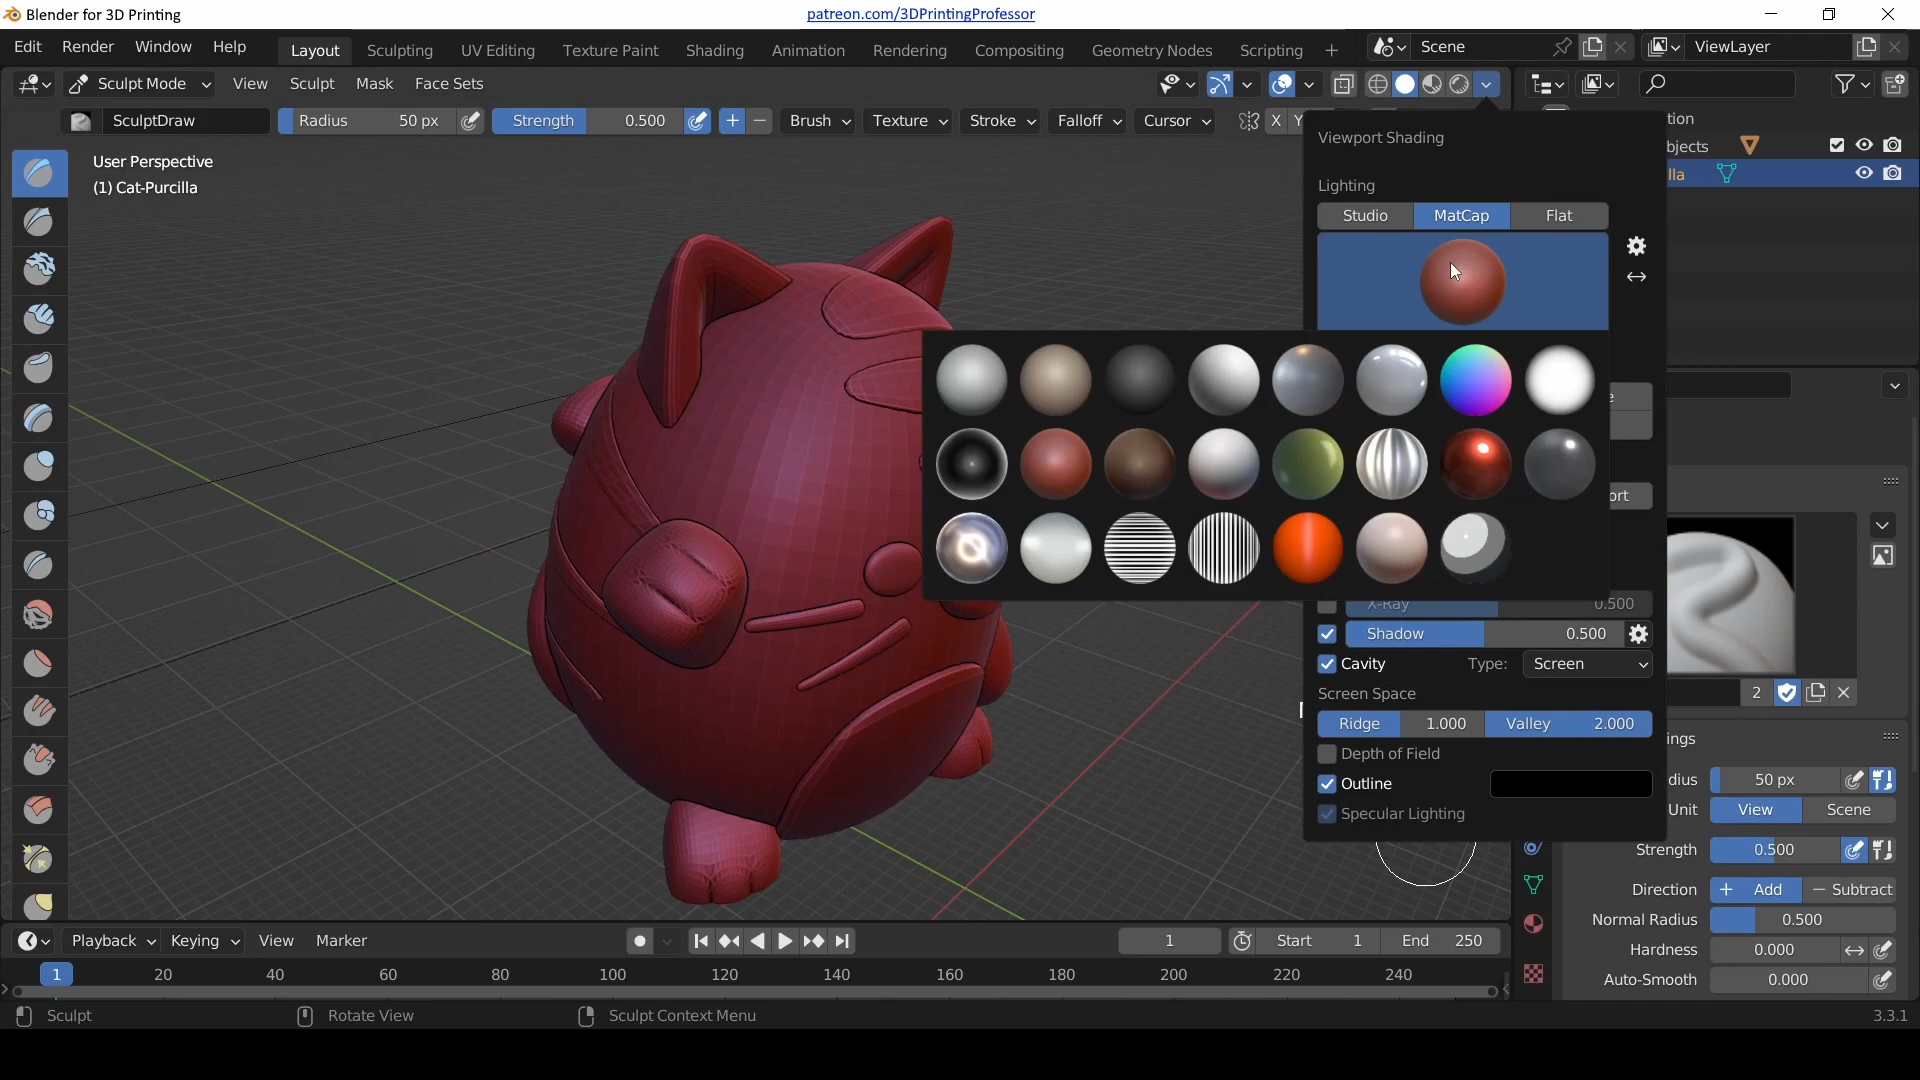 Blender for 3D Printing
patreon.com/3DPrintingProfessor
Edit Render Window Help
Layout Sculpting UV Editing Texture Paint Shading Animation Rendering Compositing Geometry Nodes Scripting +
Scene
ViewLayer
Sculpt Mode View Sculpt Mask Face Sets
SculptDraw Radius 50 px Strength 0.500 Brush Texture Stroke Falloff Cursor X Y
User Perspective
(1) Cat-Purcilla
Viewport Shading
Lighting
Studio MatCap Flat
X-Ray 0.500
Shadow 0.500
Cavity Type: Screen
Screen Space
Ridge 1.000 Valley 2.000
Depth of Field
Outline
Specular Lighting
tion
bjects
lla
e
ort
2
ings
dius 50 px
Unit View Scene
Strength 0.500
Direction + Add − Subtract
Normal Radius 0.500
Hardness 0.000
Auto-Smooth 0.000
Playback Keying View Marker
1 Start 1 End 250
1 20 40 60 80 100 120 140 160 180 200 220 240
Sculpt Rotate View Sculpt Context Menu
3.3.1